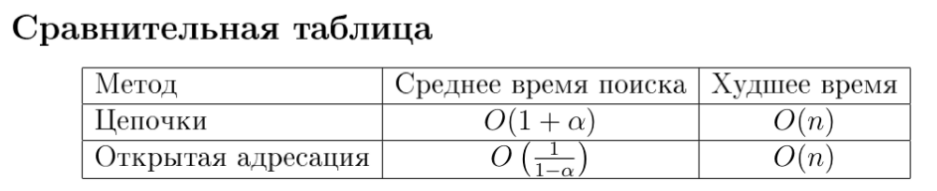 Сравнительная таблица
Метод Среднее время поиска Худшее время
Цепочки O(1 + α) O(n)
Открытая адресация O(1/(1−α)) O(n)